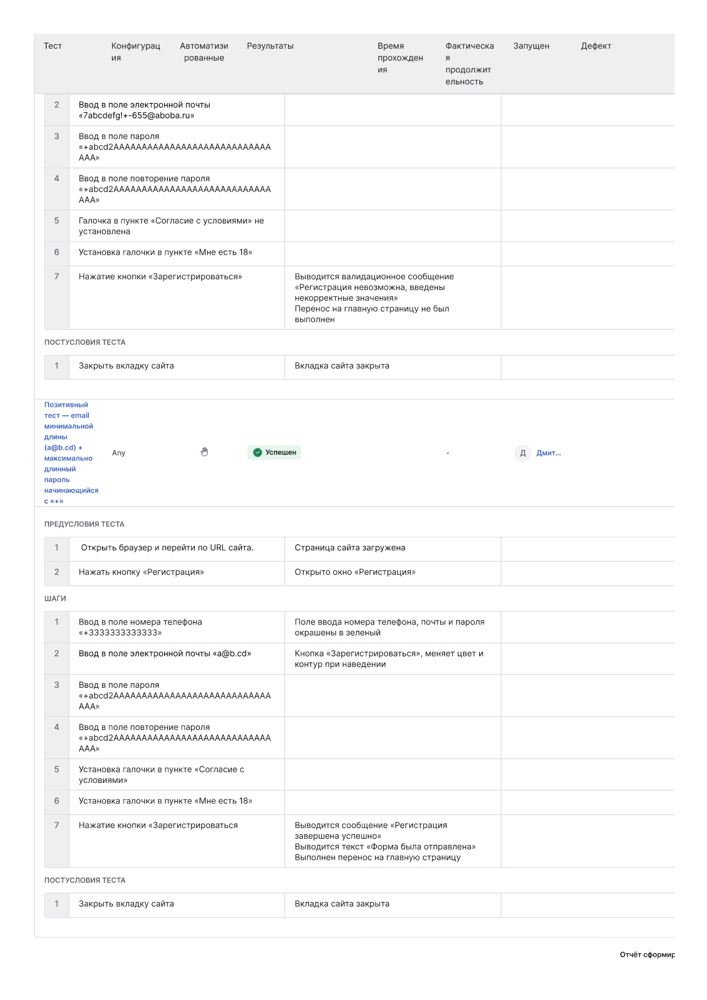 Тест
Конфигурац
ия
Автоматизи
рованные
Результаты
Время
прохожден
ия
Фактическа
я
продолжит
ельность
Запущен
Дефект
2
Ввод в поле электронной почты
«7abcdefg!+-655@aboba.ru»
3
Ввод в поле пароля
«+abcd2AAAAAAAAAAAAAAAAAAAAAAAAAAAA
AAA»
4
Ввод в поле повторение пароля
«+abcd2AAAAAAAAAAAAAAAAAAAAAAAAAAAA
AAA»
5
Галочка в пункте «Согласие с условиями» не
установлена
6
Установка галочки в пункте «Мне есть 18»
7
Нажатие кнопки «Зарегистрироваться»
Выводится валидационное сообщение
«Регистрация невозможна, введены
некорректные значения»
Перенос на главную страницу не был
выполнен
ПОСТУСЛОВИЯ ТЕСТА
1
Закрыть вкладку сайта
Вкладка сайта закрыта
Позитивный
тест — email
минимальной
длины
(a@b.cd) +
максимально
длинный
пароль
начинающийся
с «+»
Any
Успешен
-
Д
Дмит...
ПРЕДУСЛОВИЯ ТЕСТА
1
Открыть браузер и перейти по URL сайта.
Страница сайта загружена
2
Нажать кнопку «Регистрация»
Открыто окно «Регистрация»
ШАГИ
1
Ввод в поле номера телефона
«+3333333333333»
Поле ввода номера телефона, почты и пароля
окрашены в зеленый
2
Ввод в поле электронной почты «a@b.cd»
Кнопка «Зарегистрироваться», меняет цвет и
контур при наведении
3
Ввод в поле пароля
«+abcd2AAAAAAAAAAAAAAAAAAAAAAAAAAAA
AAA»
4
Ввод в поле повторение пароля
«+abcd2AAAAAAAAAAAAAAAAAAAAAAAAAAAA
AAA»
5
Установка галочки в пункте «Согласие с
условиями»
6
Установка галочки в пункте «Мне есть 18»
7
Нажатие кнопки «Зарегистрироваться
Выводится сообщение «Регистрация
завершена успешно»
Выводится текст «Форма была отправлена»
Выполнен перенос на главную страницу
ПОСТУСЛОВИЯ ТЕСТА
1
Закрыть вкладку сайта
Вкладка сайта закрыта
Отчёт сформир